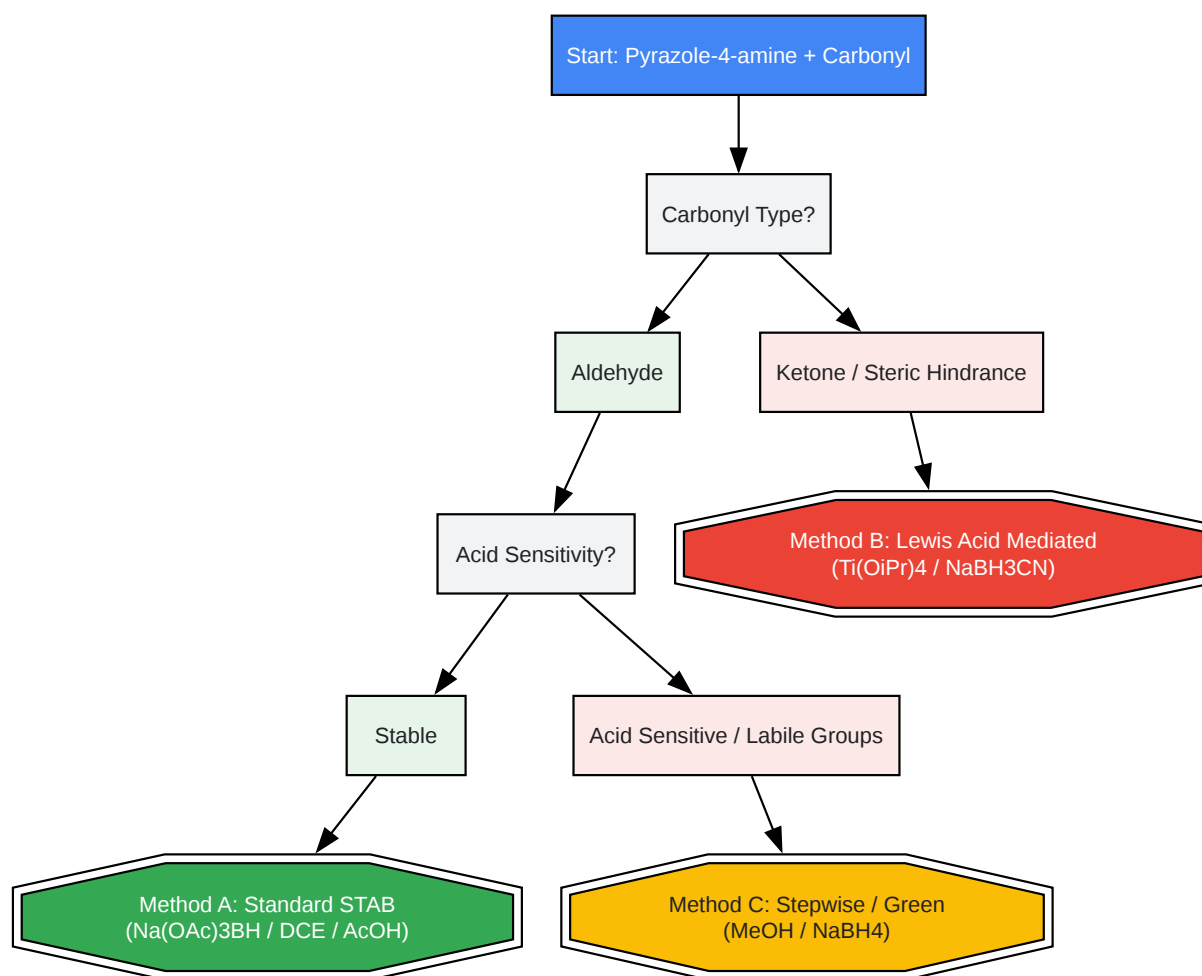 Start: Pyrazole-4-amine + Carbonyl
Carbonyl Type?
Aldehyde
Ketone / Steric Hindrance
Acid Sensitivity?
Method B: Lewis Acid Mediated
(Ti(OiPr)4 / NaBH3CN)
Stable
Acid Sensitive / Labile Groups
Method A: Standard STAB
(Na(OAc)3BH / DCE / AcOH)
Method C: Stepwise / Green
(MeOH / NaBH4)